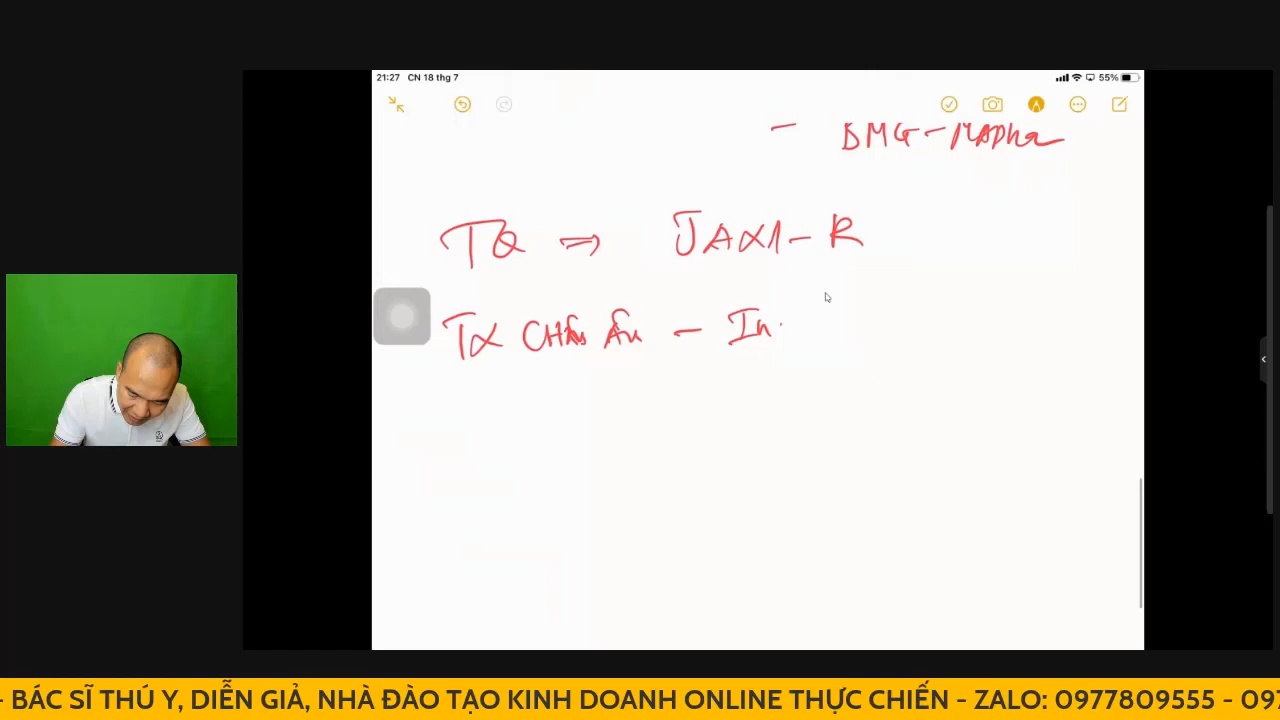 21:27 CN 18 thg 7
55%
- BMG-
TQ ⇒ JAXA-R
TX CHÂU ÂU - In
- BÁC SĨ THÚ Y, DIỄN GIẢ, NHÀ ĐÀO TẠO KINH DOANH ONLINE THỰC CHIẾN - ZALO: 0977809555 - 097